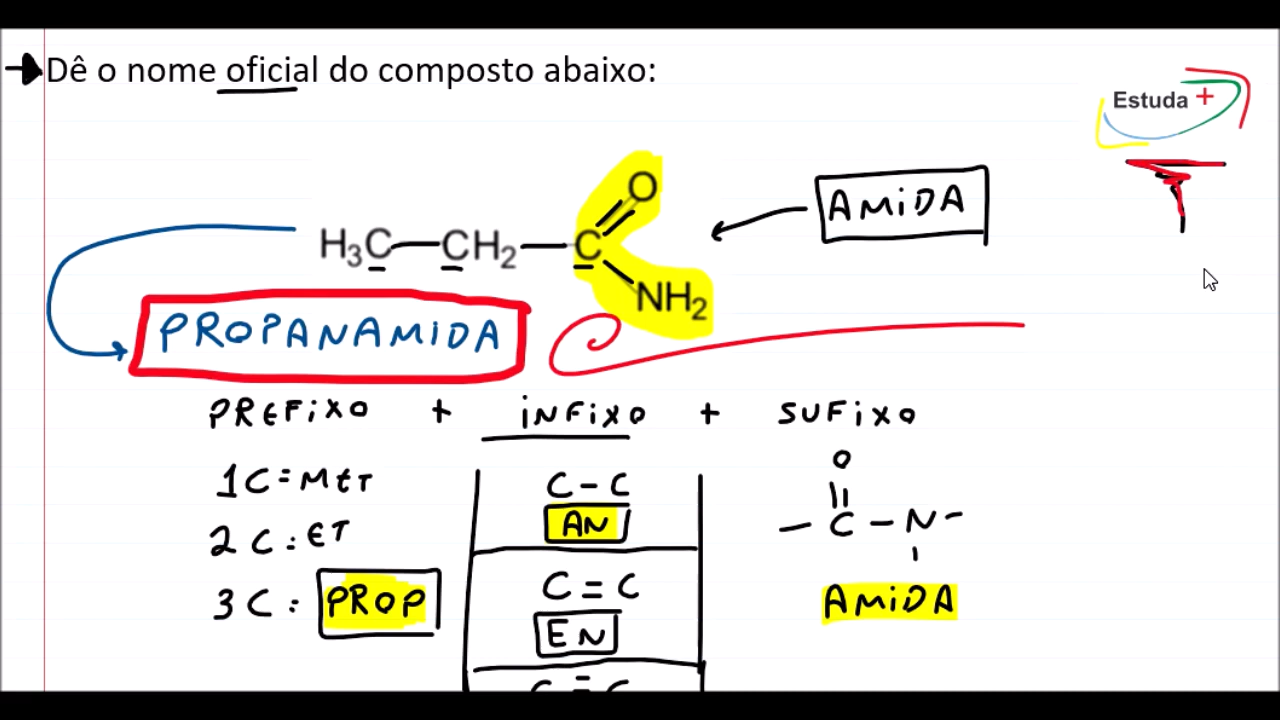 Dê o nome oficial do composto abaixo:
Estuda +
O
AMiDA
H₃C—CH₂—C
NH₂
PROPANAMIDA
PREFiXO + iNFiXO + SUFiXO
O
1C = MET
C - C
AN
- C - N -
2C : ET
C = C
3C : PROP
AMiDA
EN
C ≡ C